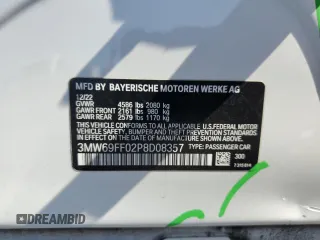 MFD BY BAYERISCHE MOTOREN WERKE AG
12/22
GVWR 4586 lbs 2080 kg
GAWR FRONT 2161 lbs 980 kg
GAWR REAR 2579 lbs 1170 kg
THIS VEHICLE CONFORMS TO ALL APPLICABLE
U.S. FEDERAL MOTOR VEHICLE
SAFETY, BUMPER, AND THEFT PREVENTION STANDARDS
IN EFFECT ON THE DATE OF MANUFACTURE SHOWN ABOVE.
3MW69FF02P8D08357 TYPE: PASSENGER CAR
300
DREAMBID